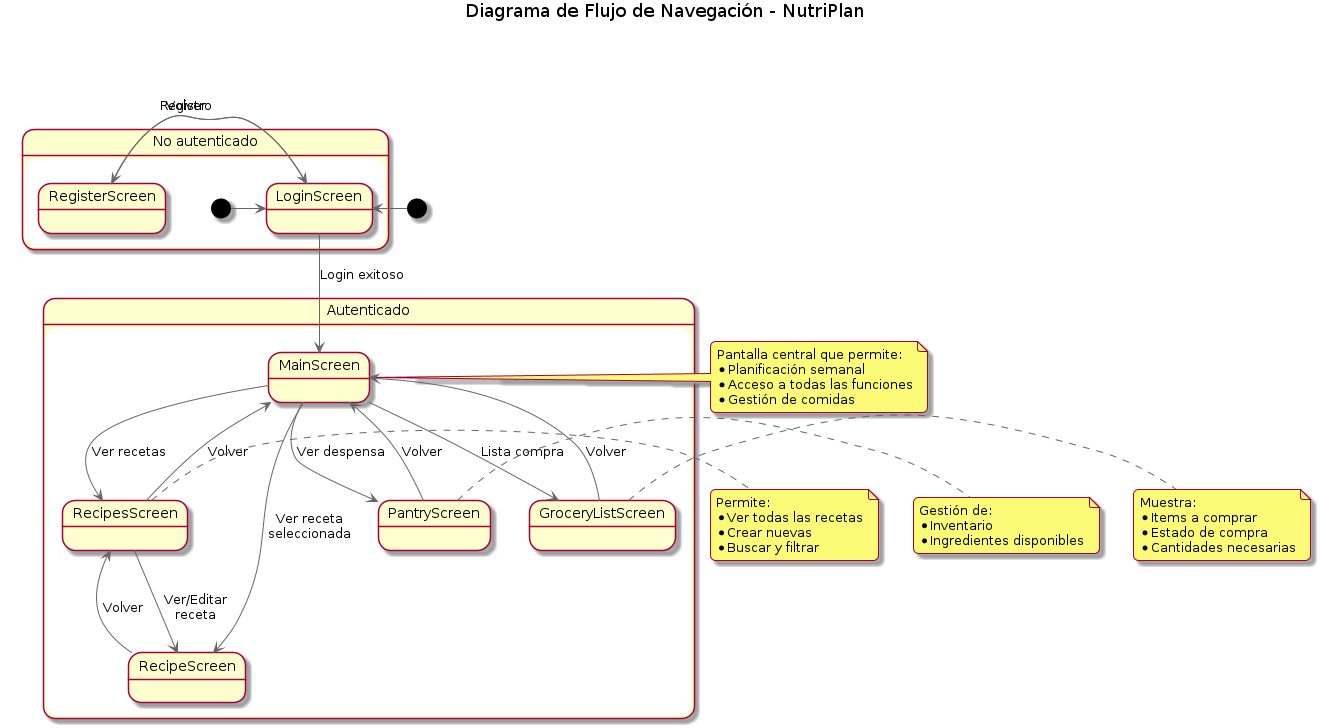 Diagrama de Flujo de Navegación - NutriPlan
Registro
Volver
No autenticado
RegisterScreen
LoginScreen
Login exitoso
Autenticado
MainScreen
Pantalla central que permite:
• Planificación semanal
• Acceso a todas las funciones
• Gestión de comidas
Ver recetas
Volver
Ver despensa
Volver
Lista compra
Volver
RecipesScreen
Ver receta
seleccionada
PantryScreen
GroceryListScreen
Permite:
• Ver todas las recetas
• Crear nuevas
• Buscar y filtrar
Gestión de:
• Inventario
• Ingredientes disponibles
Muestra:
• Items a comprar
• Estado de compra
• Cantidades necesarias
Volver
Ver/Editar
receta
RecipeScreen